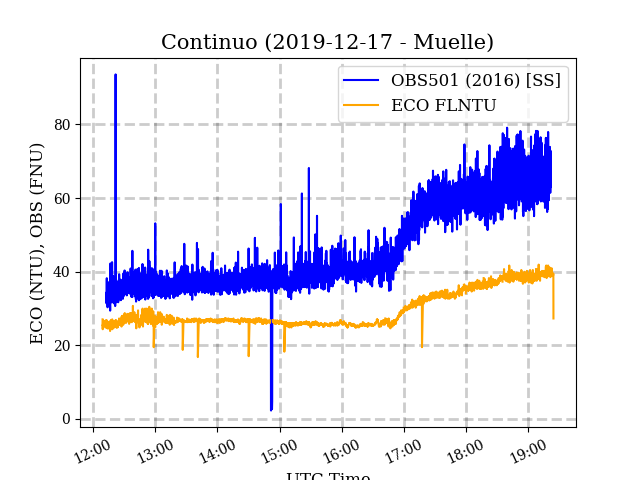 Continuo (2019-12-17 - Muelle)
OBS501 (2016) [SS]
ECO FLNTU
ECO (NTU), OBS (FNU)
80
60
40
20
0
12:00 13:00 14:00 15:00 16:00 17:00 18:00 19:00
UTC Time